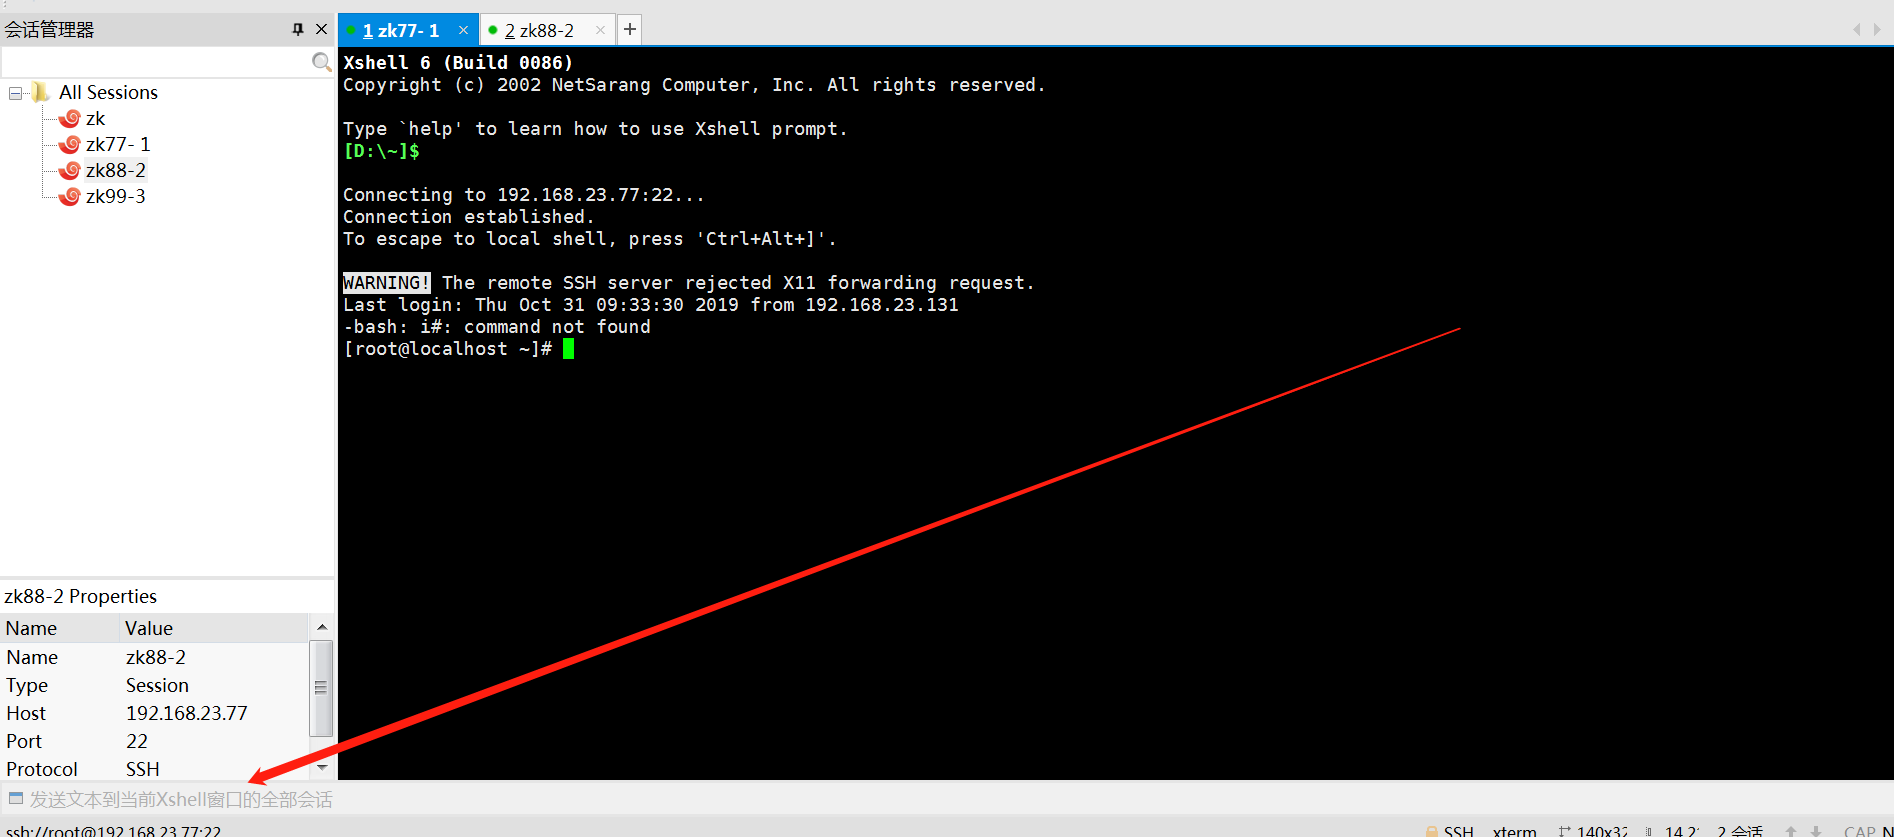 会话管理器
1 zk77- 1
2 zk88-2
All Sessions
zk
zk77- 1
zk88-2
zk99-3
Xshell 6 (Build 0086)
Copyright (c) 2002 NetSarang Computer, Inc. All rights reserved.
Type `help' to learn how to use Xshell prompt.
[D:\~]$
Connecting to 192.168.23.77:22...
Connection established.
To escape to local shell, press 'Ctrl+Alt+]'.
WARNING! The remote SSH server rejected X11 forwarding request.
Last login: Thu Oct 31 09:33:30 2019 from 192.168.23.131
-bash: i#: command not found
[root@localhost ~]#
zk88-2 Properties
Name Value
Name zk88-2
Type Session
Host 192.168.23.77
Port 22
Protocol SSH
发送文本到当前Xshell窗口的全部会话
ssh://root@192.168.23.77:22 SSH xterm 140x32 2 会话 CAP